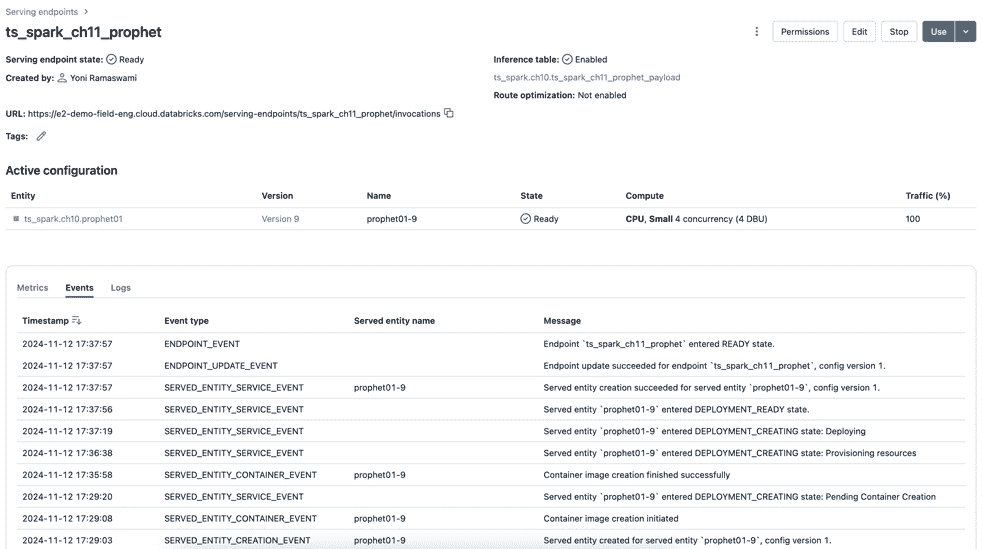 Serving endpoints >
ts_spark_ch11_prophet
Permissions Edit Stop Use
Serving endpoint state: Ready
Created by: Yoni Ramaswami
Inference table: Enabled
ts_spark.ch10.ts_spark_ch11_prophet_payload
Route optimization: Not enabled
URL: https://e2-demo-field-eng.cloud.databricks.com/serving-endpoints/ts_spark_ch11_prophet/invocations
Tags:
Active configuration
Entity Version Name State Compute Traffic (%)
ts_spark.ch10.prophet01 Version 9 prophet01-9 Ready CPU, Small 4 concurrency (4 DBU) 100
Metrics Events Logs
Timestamp Event type Served entity name Message
2024-11-12 17:37:57 ENDPOINT_EVENT Endpoint `ts_spark_ch11_prophet` entered READY state.
2024-11-12 17:37:57 ENDPOINT_UPDATE_EVENT Endpoint update succeeded for endpoint `ts_spark_ch11_prophet`, config version 1.
2024-11-12 17:37:57 SERVED_ENTITY_SERVICE_EVENT prophet01-9 Served entity creation succeeded for served entity `prophet01-9`, config version 1.
2024-11-12 17:37:56 SERVED_ENTITY_SERVICE_EVENT Served entity `prophet01-9` entered DEPLOYMENT_READY state.
2024-11-12 17:37:19 SERVED_ENTITY_SERVICE_EVENT Served entity `prophet01-9` entered DEPLOYMENT_CREATING state: Deploying
2024-11-12 17:36:38 SERVED_ENTITY_SERVICE_EVENT Served entity `prophet01-9` entered DEPLOYMENT_CREATING state: Provisioning resources
2024-11-12 17:35:58 SERVED_ENTITY_CONTAINER_EVENT prophet01-9 Container image creation finished successfully
2024-11-12 17:29:20 SERVED_ENTITY_SERVICE_EVENT Served entity `prophet01-9` entered DEPLOYMENT_CREATING state: Pending Container Creation
2024-11-12 17:29:08 SERVED_ENTITY_CONTAINER_EVENT prophet01-9 Container image creation initiated
2024-11-12 17:29:03 SERVED_ENTITY_CREATION_EVENT prophet01-9 Served entity created for served entity `prophet01-9`, config version 1.